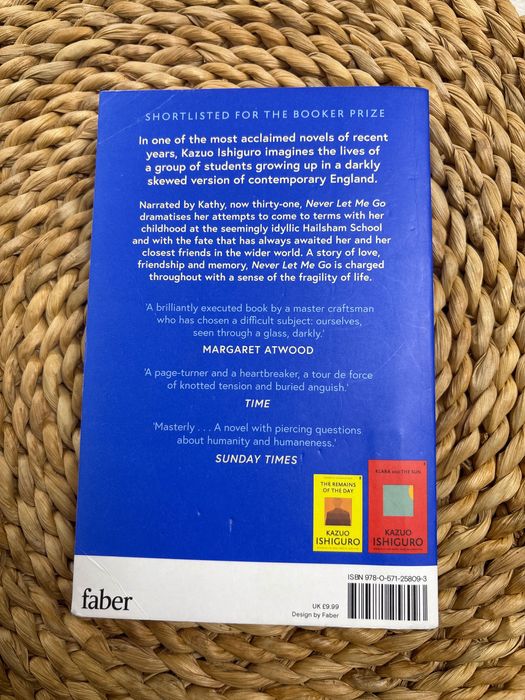 SHORTLISTED FOR THE BOOKER PRIZE
In one of the most acclaimed novels of recent
years, Kazuo Ishiguro imagines the lives of
a group of students growing up in a darkly
skewed version of contemporary England.
Narrated by Kathy, now thirty-one, Never Let Me Go
dramatises her attempts to come to terms with her
childhood at the seemingly idyllic Hailsham School
and with the fate that has always awaited her and her
closest friends in the wider world. A story of love,
friendship and memory, Never Let Me Go is charged
throughout with a sense of the fragility of life.
'A brilliantly executed book by a master craftsman
who has chosen a difficult subject: ourselves,
seen through a glass, darkly.'
MARGARET ATWOOD
'A page-turner and a heartbreaker, a tour de force
of knotted tension and buried anguish.'
TIME
'Masterly . . . A novel with piercing questions
about humanity and humaneness.'
SUNDAY TIMES
THE REMAINS
OF THE DAY
KAZUO
ISHIGURO
KLARA AND THE SUN
KAZUO
ISHIGURO
ISBN 978-0-571-25809-3
faber
UK £9.99
Design by Faber